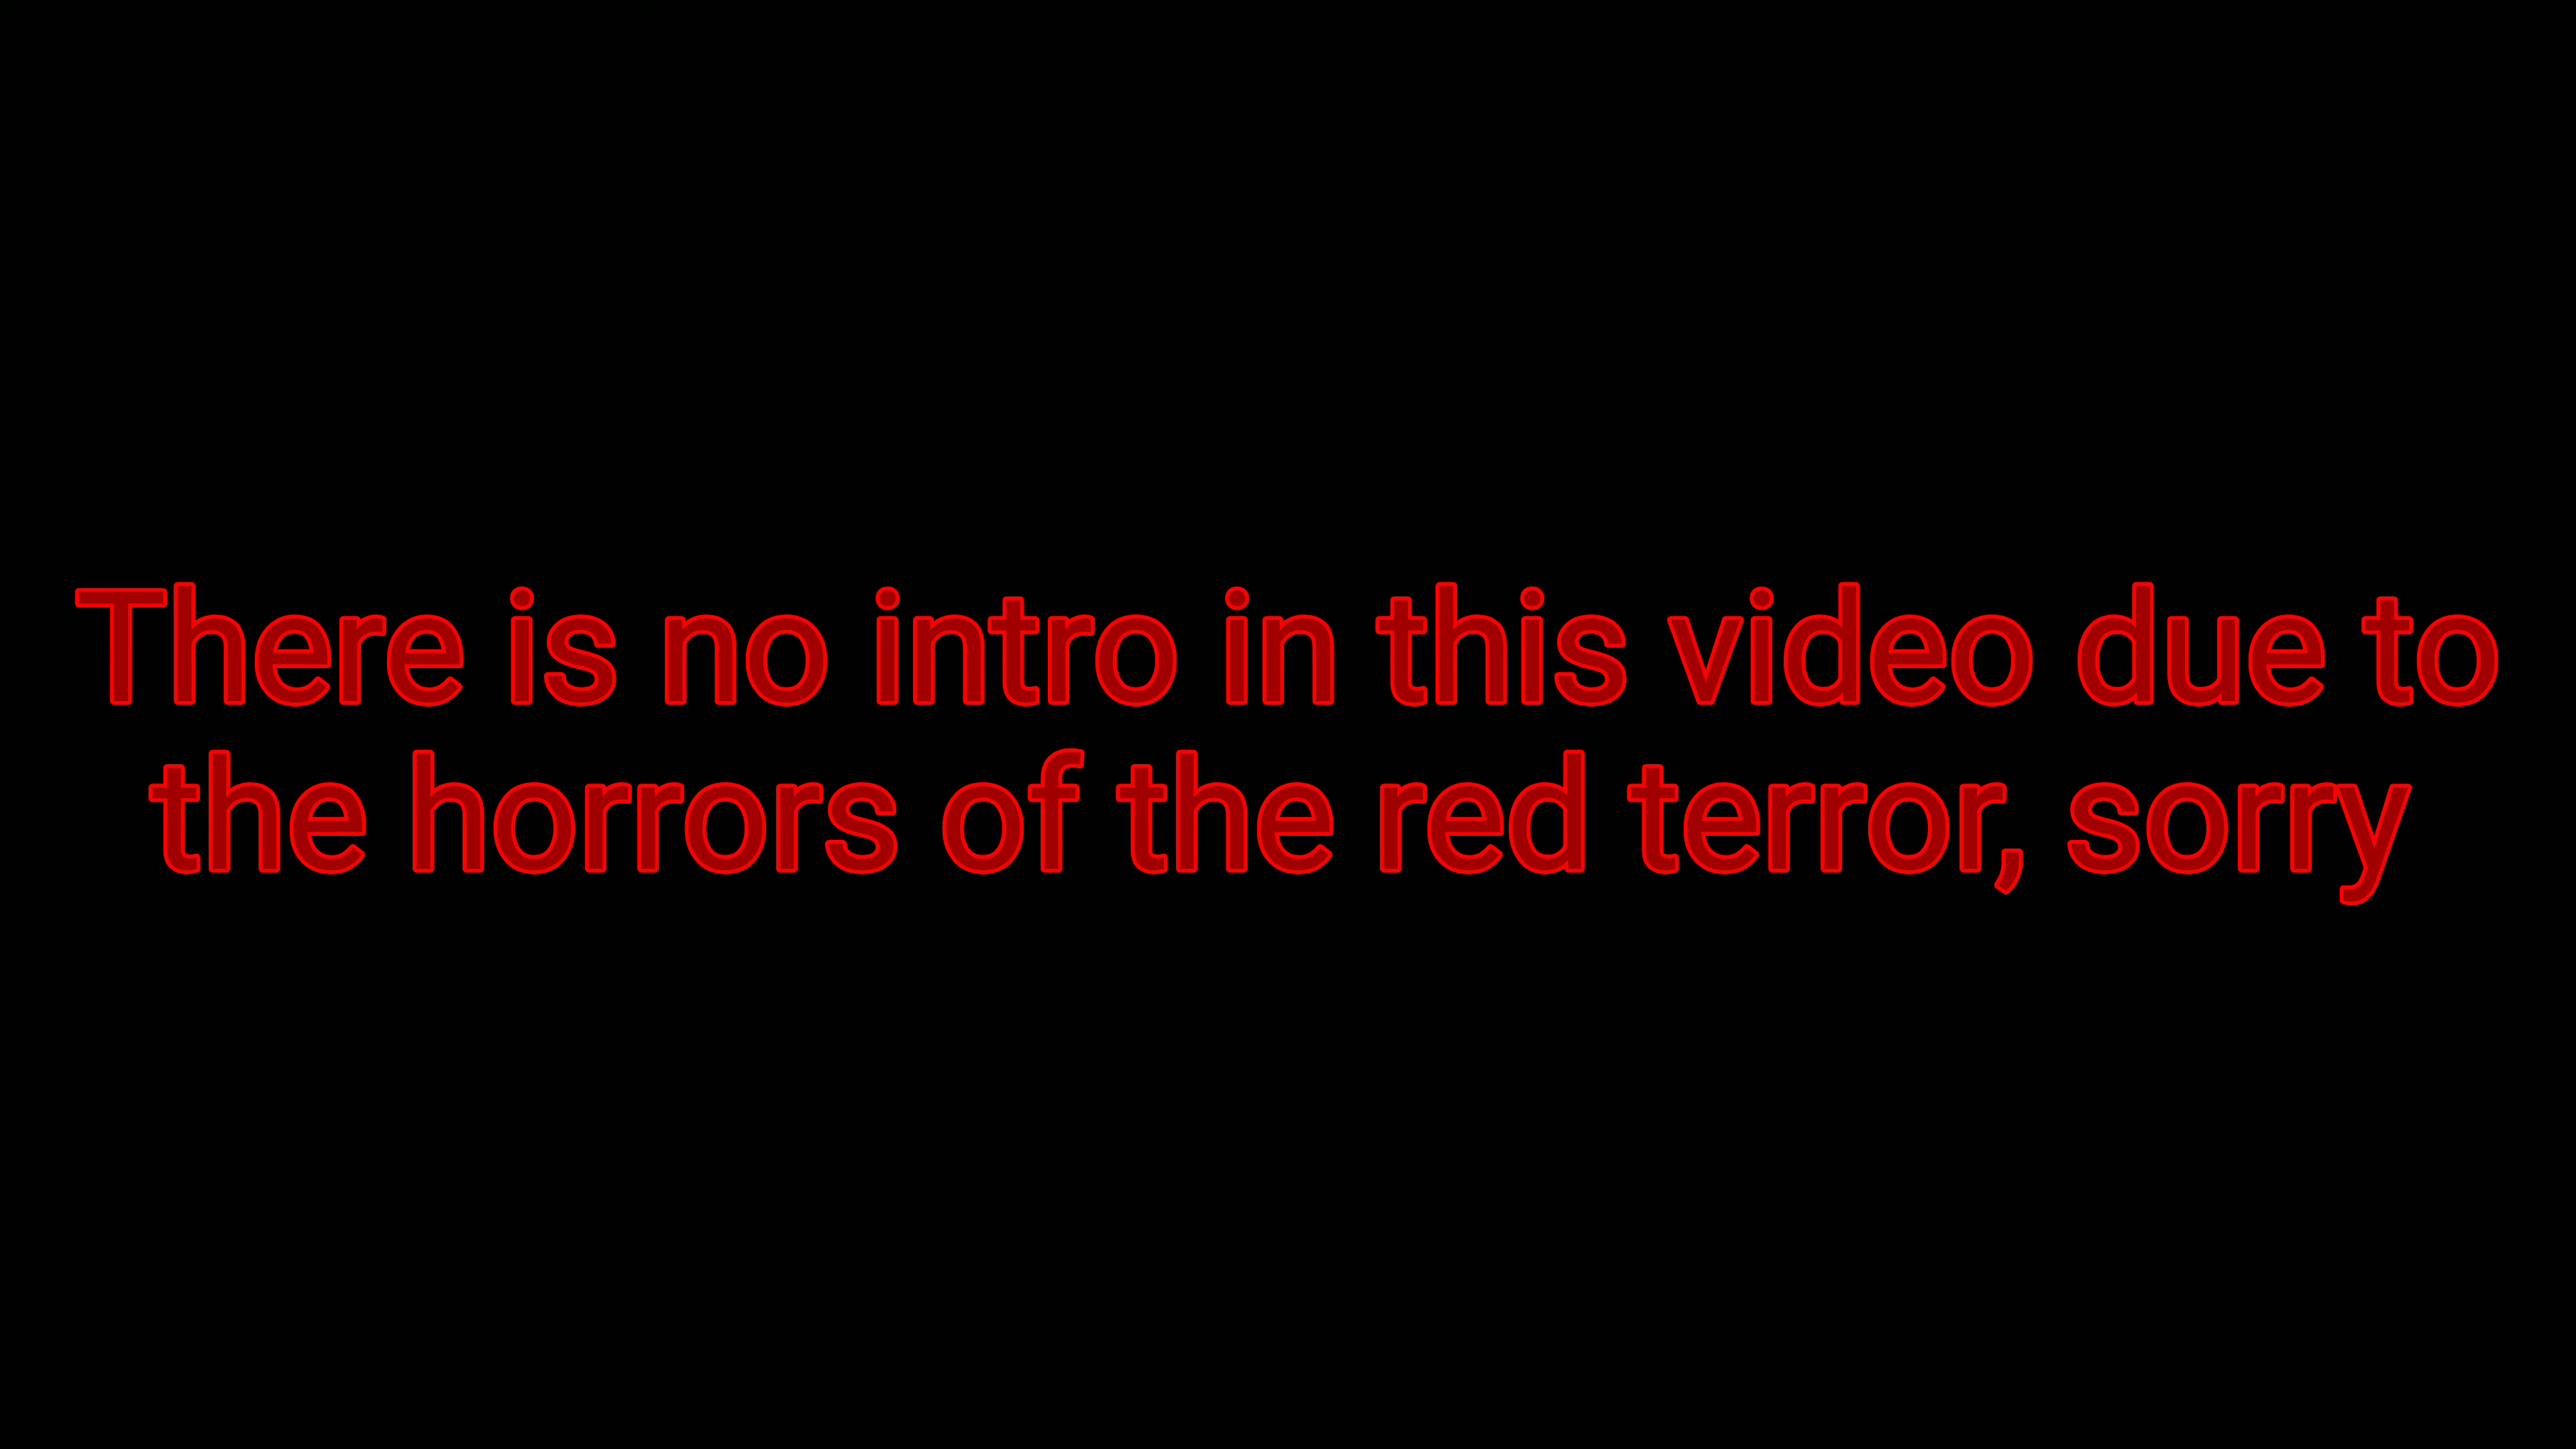 There is no intro in this video due to
the horrors of the red terror, sorry